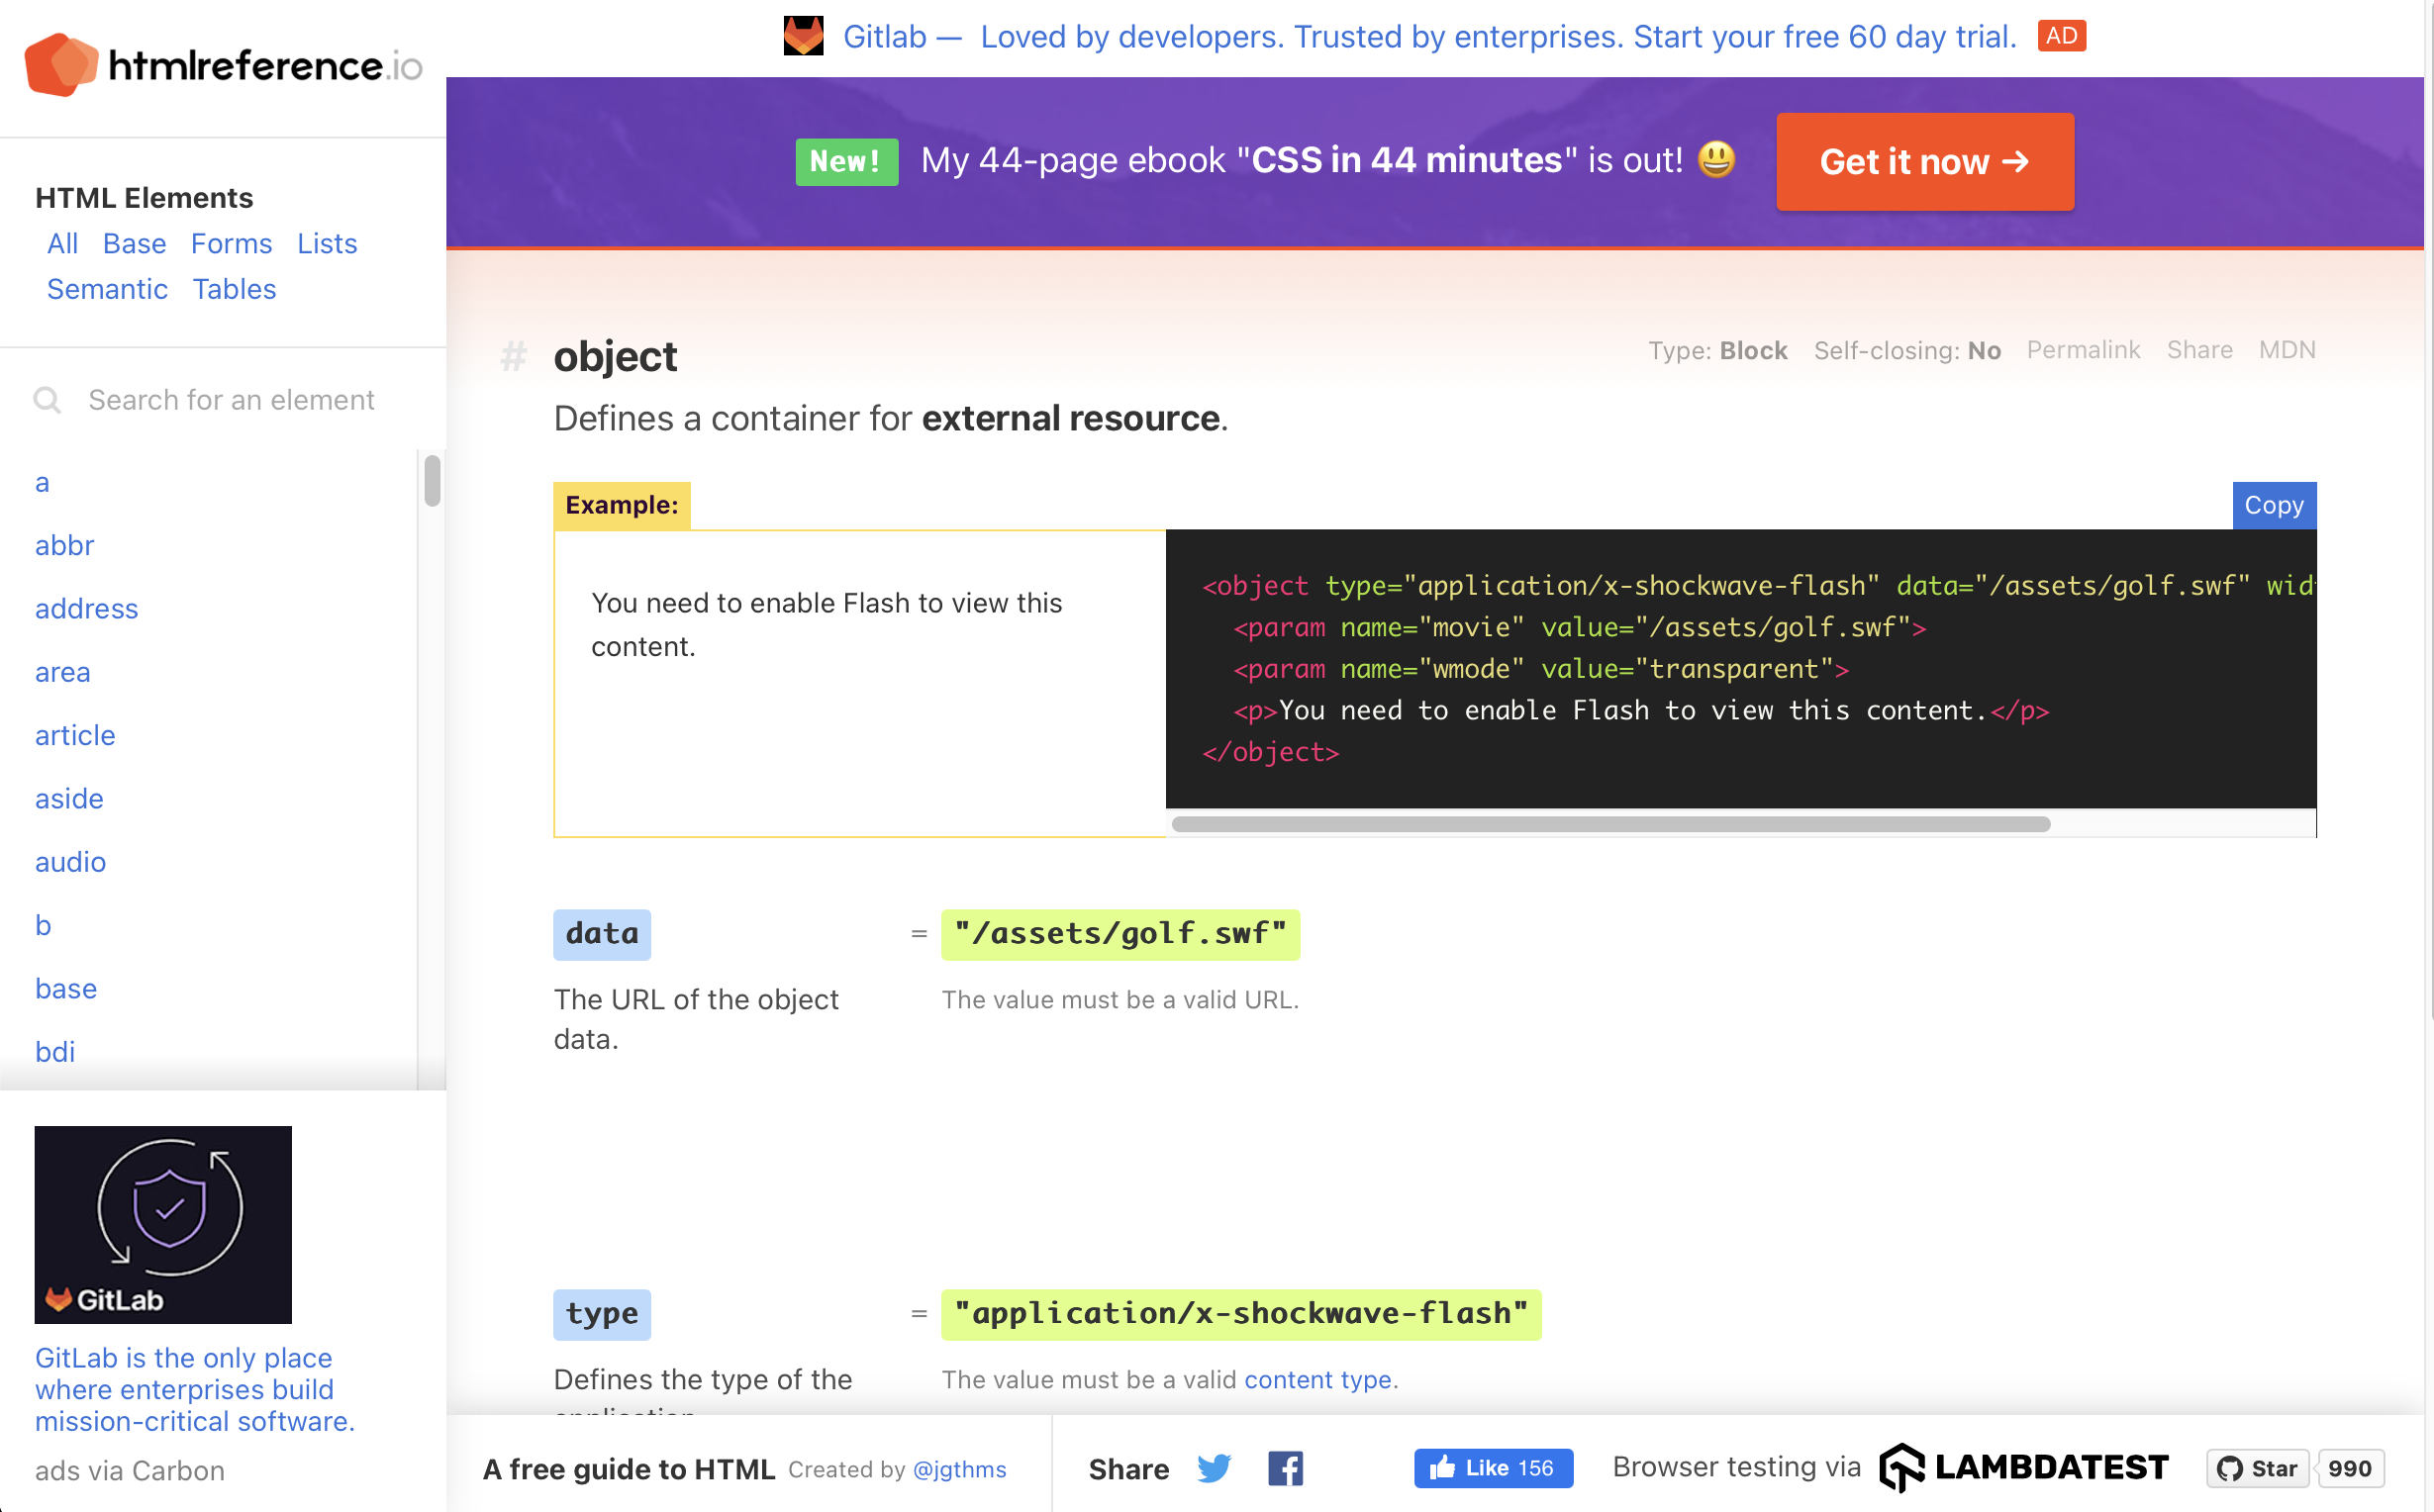 htmlreference.io
HTML Elements
All Base Forms Lists
Semantic Tables
Search for an element
a
abbr
address
area
article
aside
audio
b
base
bdi
GitLab
GitLab is the only place
where enterprises build
mission-critical software.
ads via Carbon
Gitlab — Loved by developers. Trusted by enterprises. Start your free 60 day trial. AD
New! My 44-page ebook "CSS in 44 minutes" is out! 😃 Get it now →
# object
Type: Block Self-closing: No Permalink Share MDN
Defines a container for external resource.
Example:
Copy
You need to enable Flash to view this
content.
<object type="application/x-shockwave-flash" data="/assets/golf.swf" wid
<param name="movie" value="/assets/golf.swf">
<param name="wmode" value="transparent">
<p>You need to enable Flash to view this content.</p>
</object>
data = "/assets/golf.swf"
The URL of the object
data.
The value must be a valid URL.
type = "application/x-shockwave-flash"
Defines the type of the
The value must be a valid content type.
A free guide to HTML Created by @jgthms
Share
Like 156
Browser testing via LAMBDATEST
Star 990